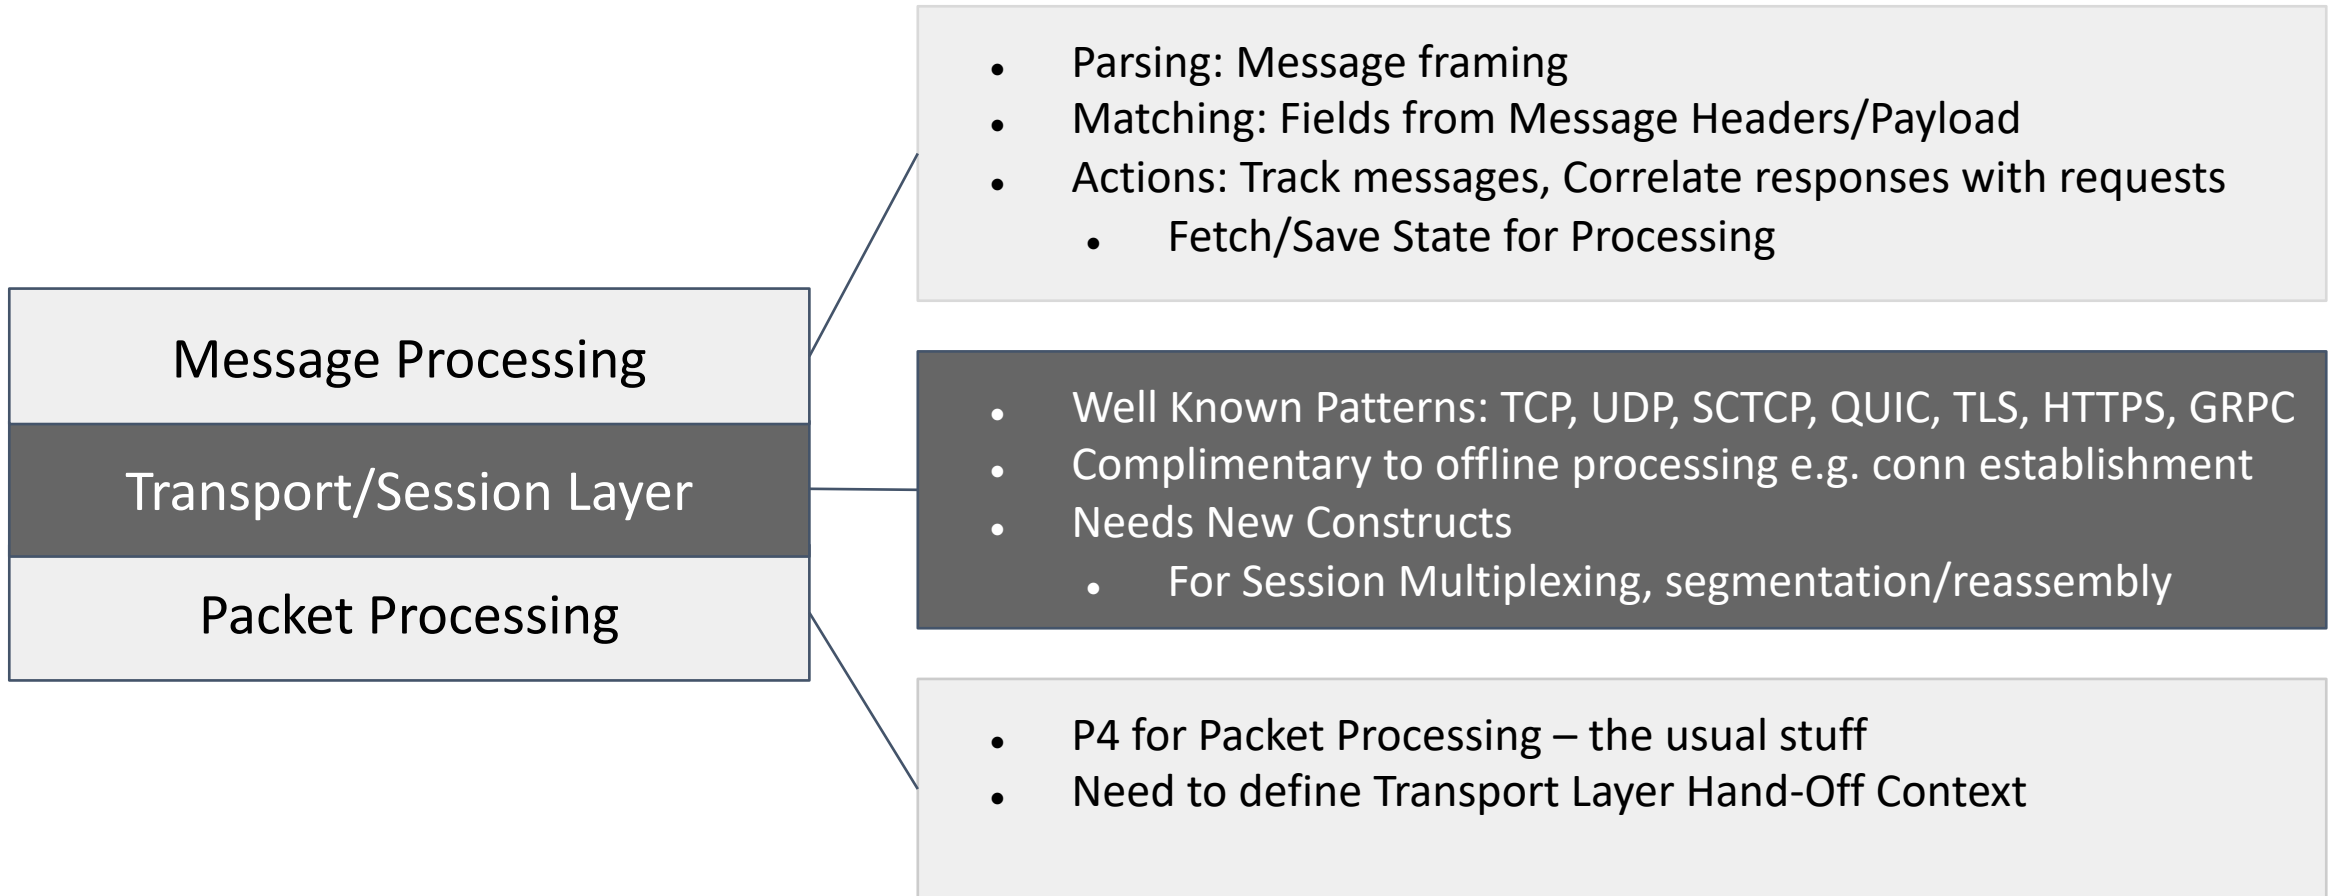 Message Processing
Transport/Session Layer
Packet Processing
• Parsing: Message framing
• Matching: Fields from Message Headers/Payload
• Actions: Track messages, Correlate responses with requests
• Fetch/Save State for Processing
• Well Known Patterns: TCP, UDP, SCTCP, QUIC, TLS, HTTPS, GRPC
• Complimentary to offline processing e.g. conn establishment
• Needs New Constructs
• For Session Multiplexing, segmentation/reassembly
• P4 for Packet Processing – the usual stuff
• Need to define Transport Layer Hand-Off Context